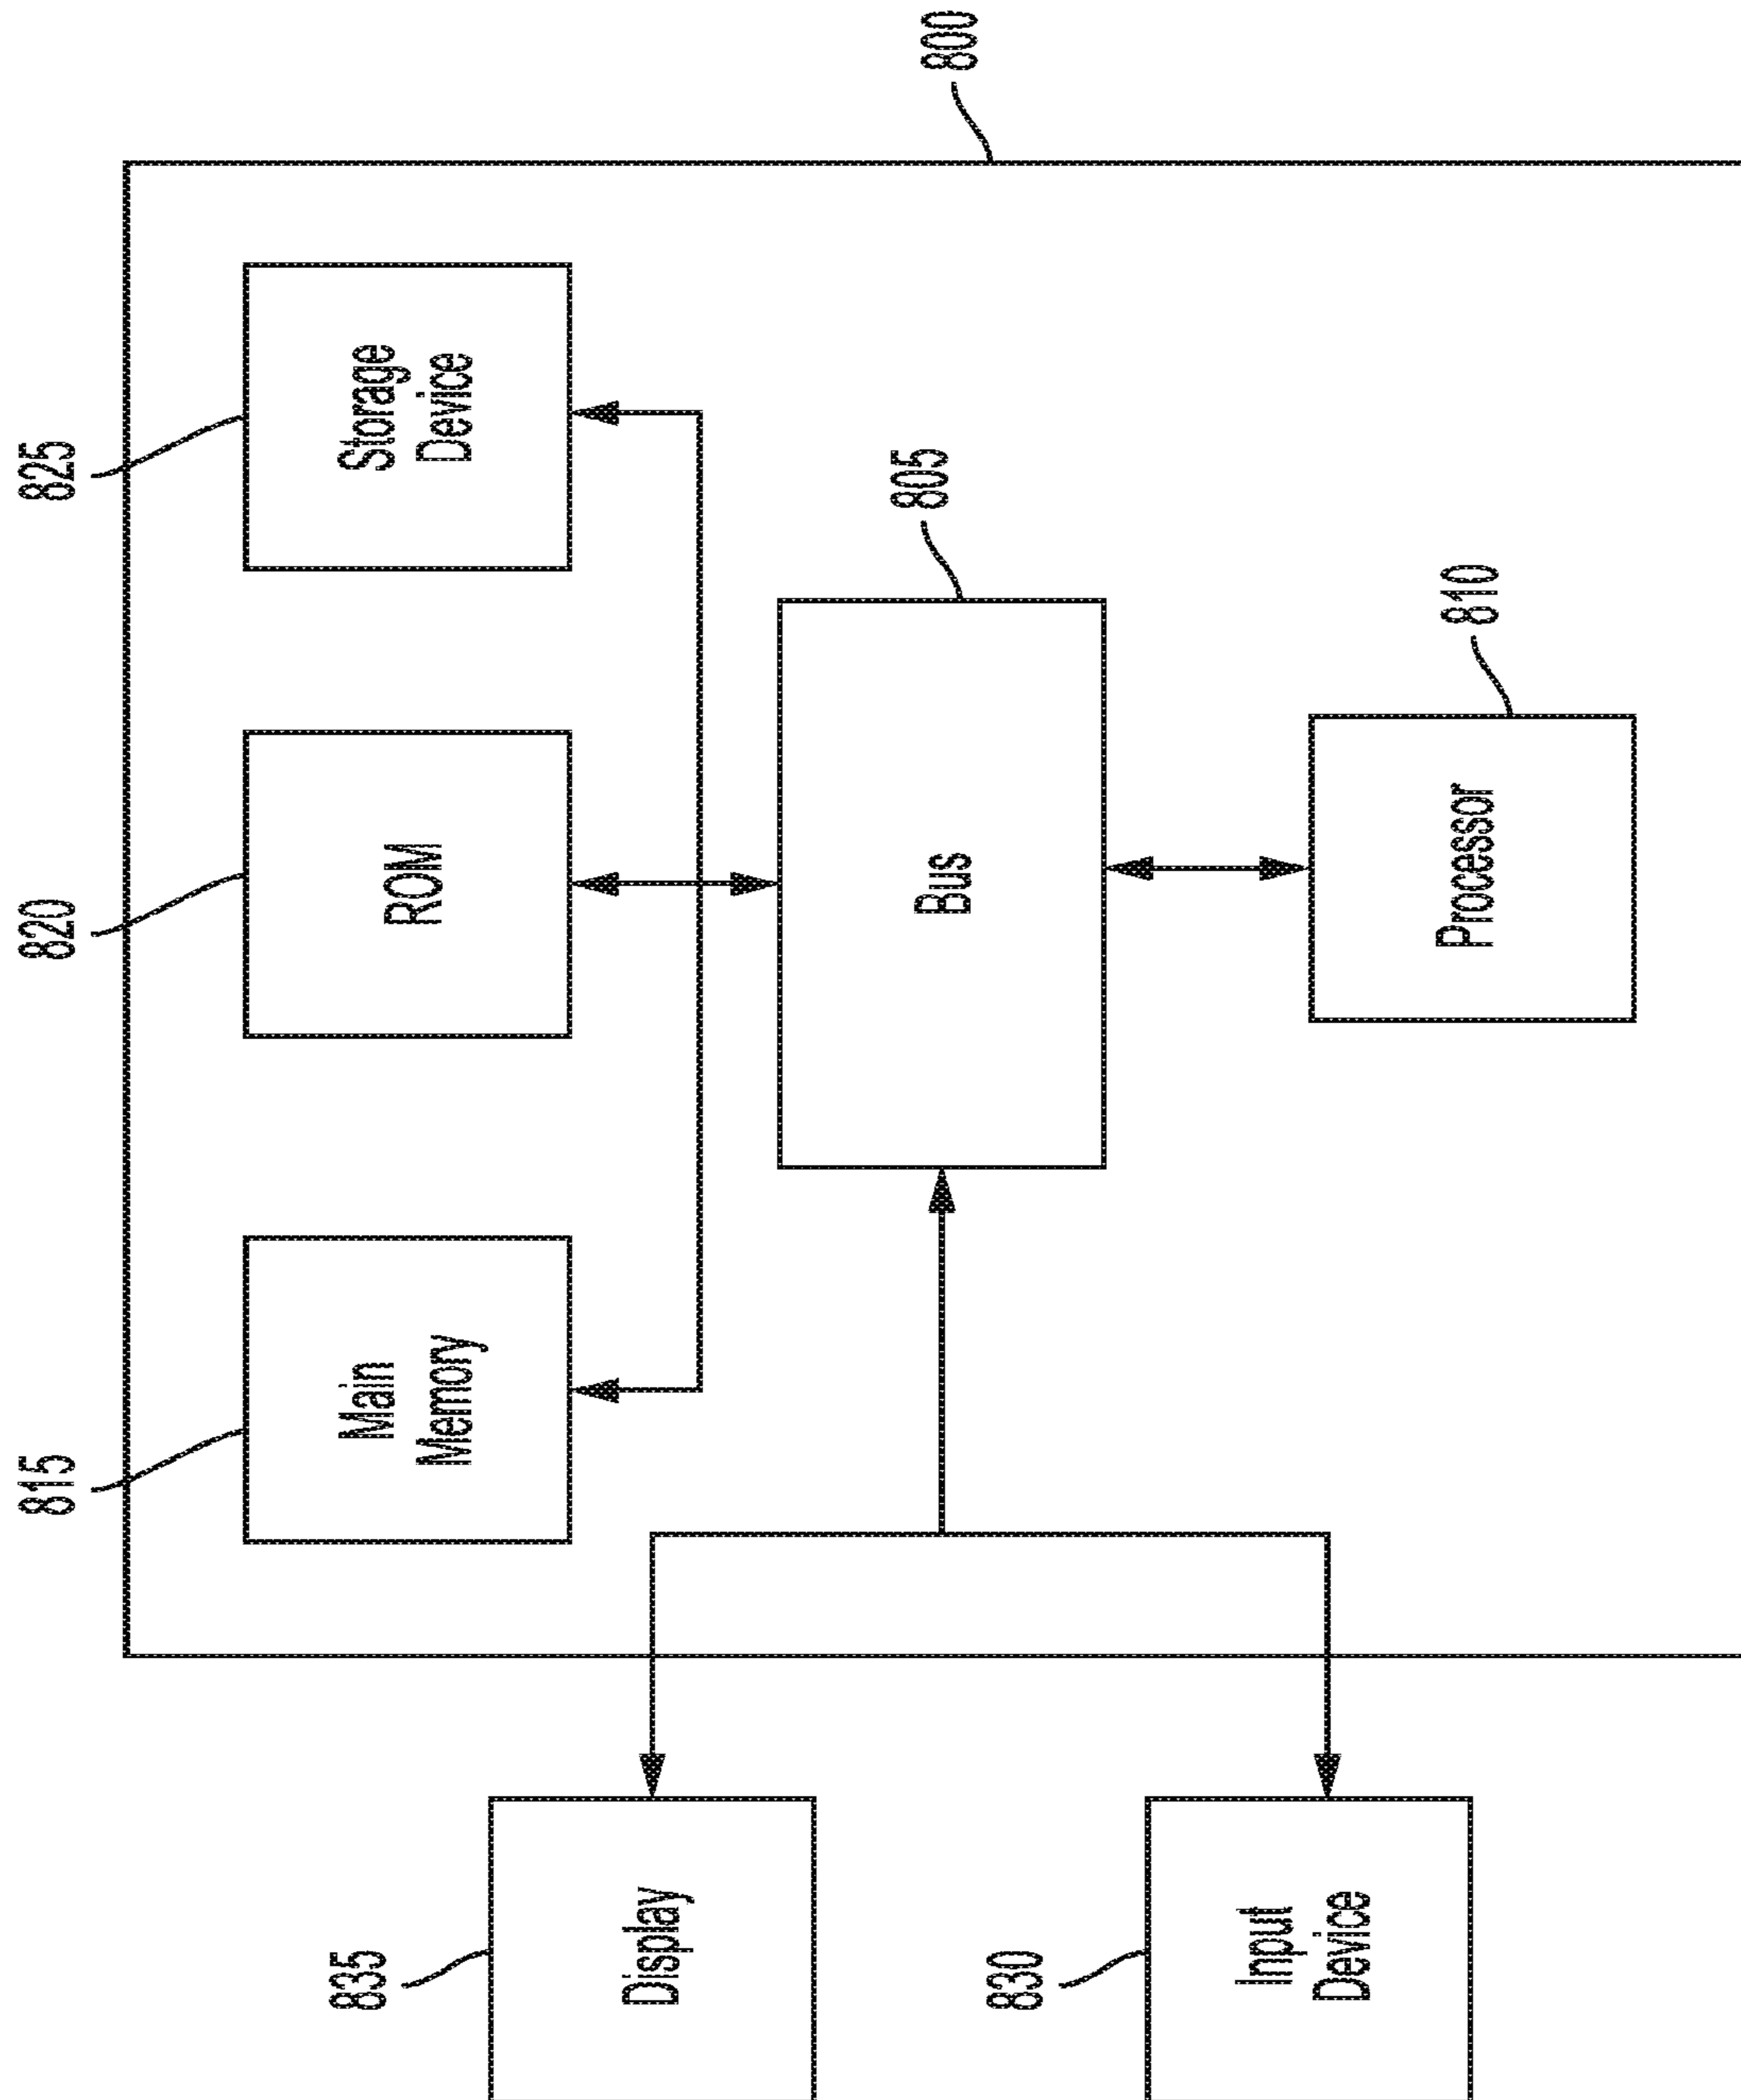 815
820
825
Main
Memory
ROM
Storage
Device
835
Display
805
Bus
800
830
Input
Device
810
Processor